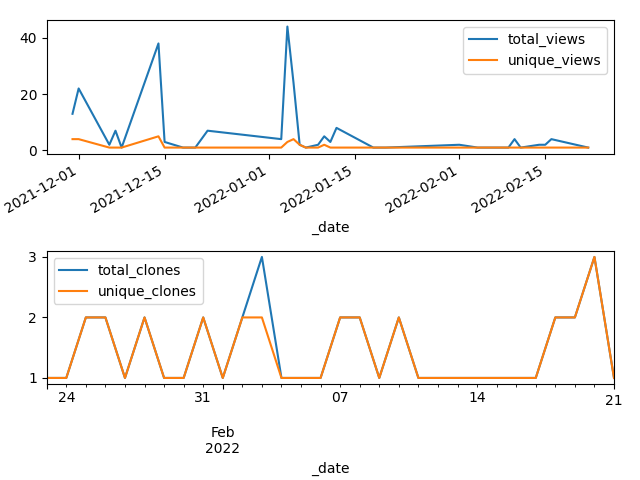 40
20
0
total_views
unique_views
2021-12-01
2021-12-15
2022-01-01
2022-01-15
2022-02-01
2022-02-15
_date
3
2
1
total_clones
unique_clones
24
31
07
14
21
Feb
2022
_date